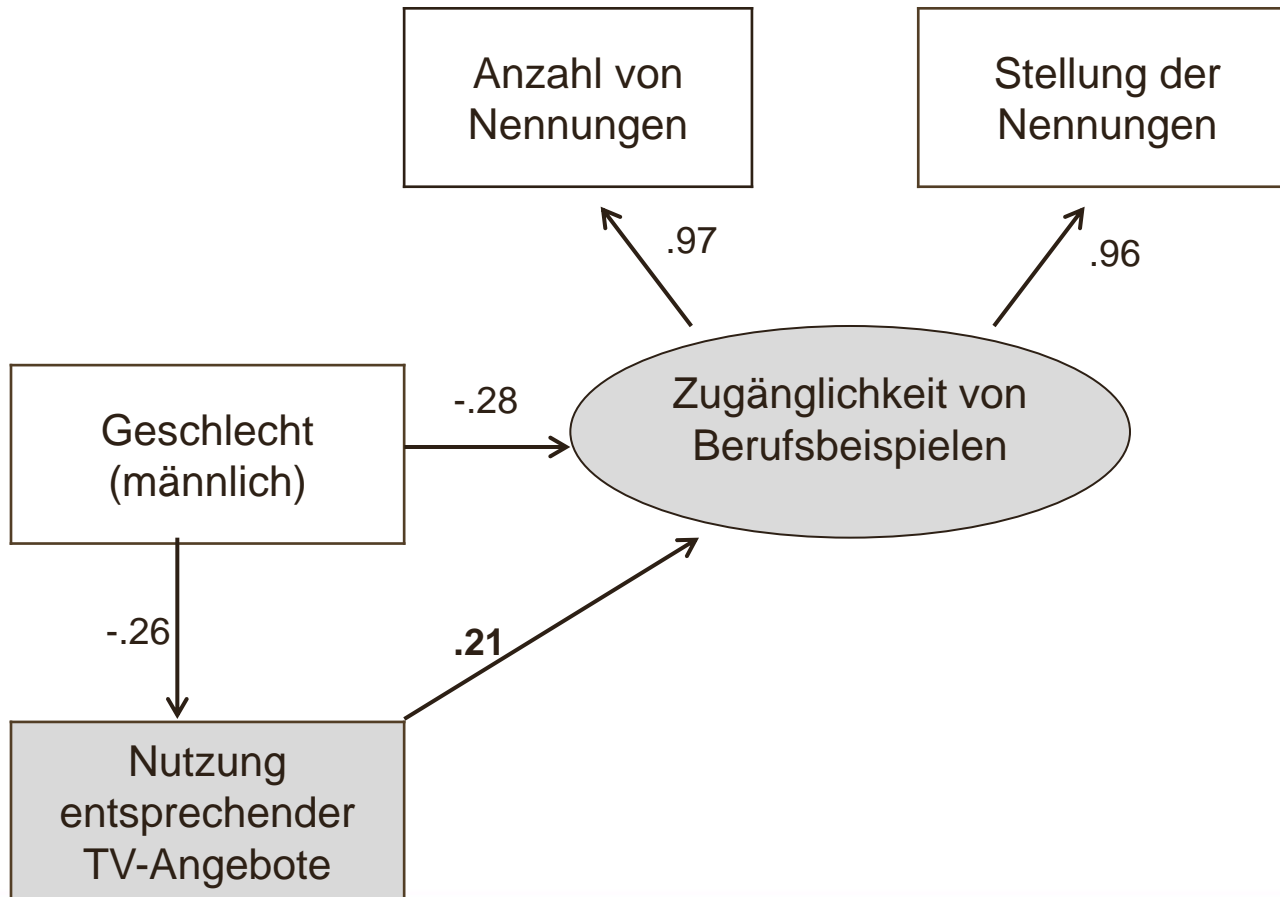 Anzahl von
Nennungen
Stellung der
Nennungen
.97
.96
Geschlecht
(männlich)
-.28
Zugänglichkeit von
Berufsbeispielen
-.26
.21
Nutzung
entsprechender
TV-Angebote